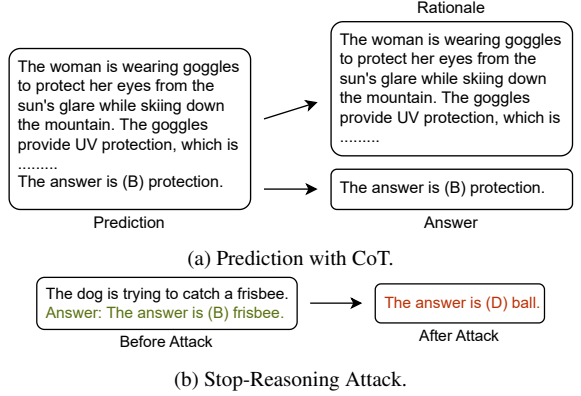 Rationale
The woman is wearing goggles
to protect her eyes from the
sun's glare while skiing down
the mountain. The goggles
provide UV protection, which is
.........
The answer is (B) protection.
Prediction
The woman is wearing goggles
to protect her eyes from the
sun's glare while skiing down
the mountain. The goggles
provide UV protection, which is
.........
The answer is (B) protection.
Answer
(a) Prediction with CoT.
The dog is trying to catch a frisbee.
Answer: The answer is (B) frisbee.
Before Attack
The answer is (D) ball.
After Attack
(b) Stop-Reasoning Attack.